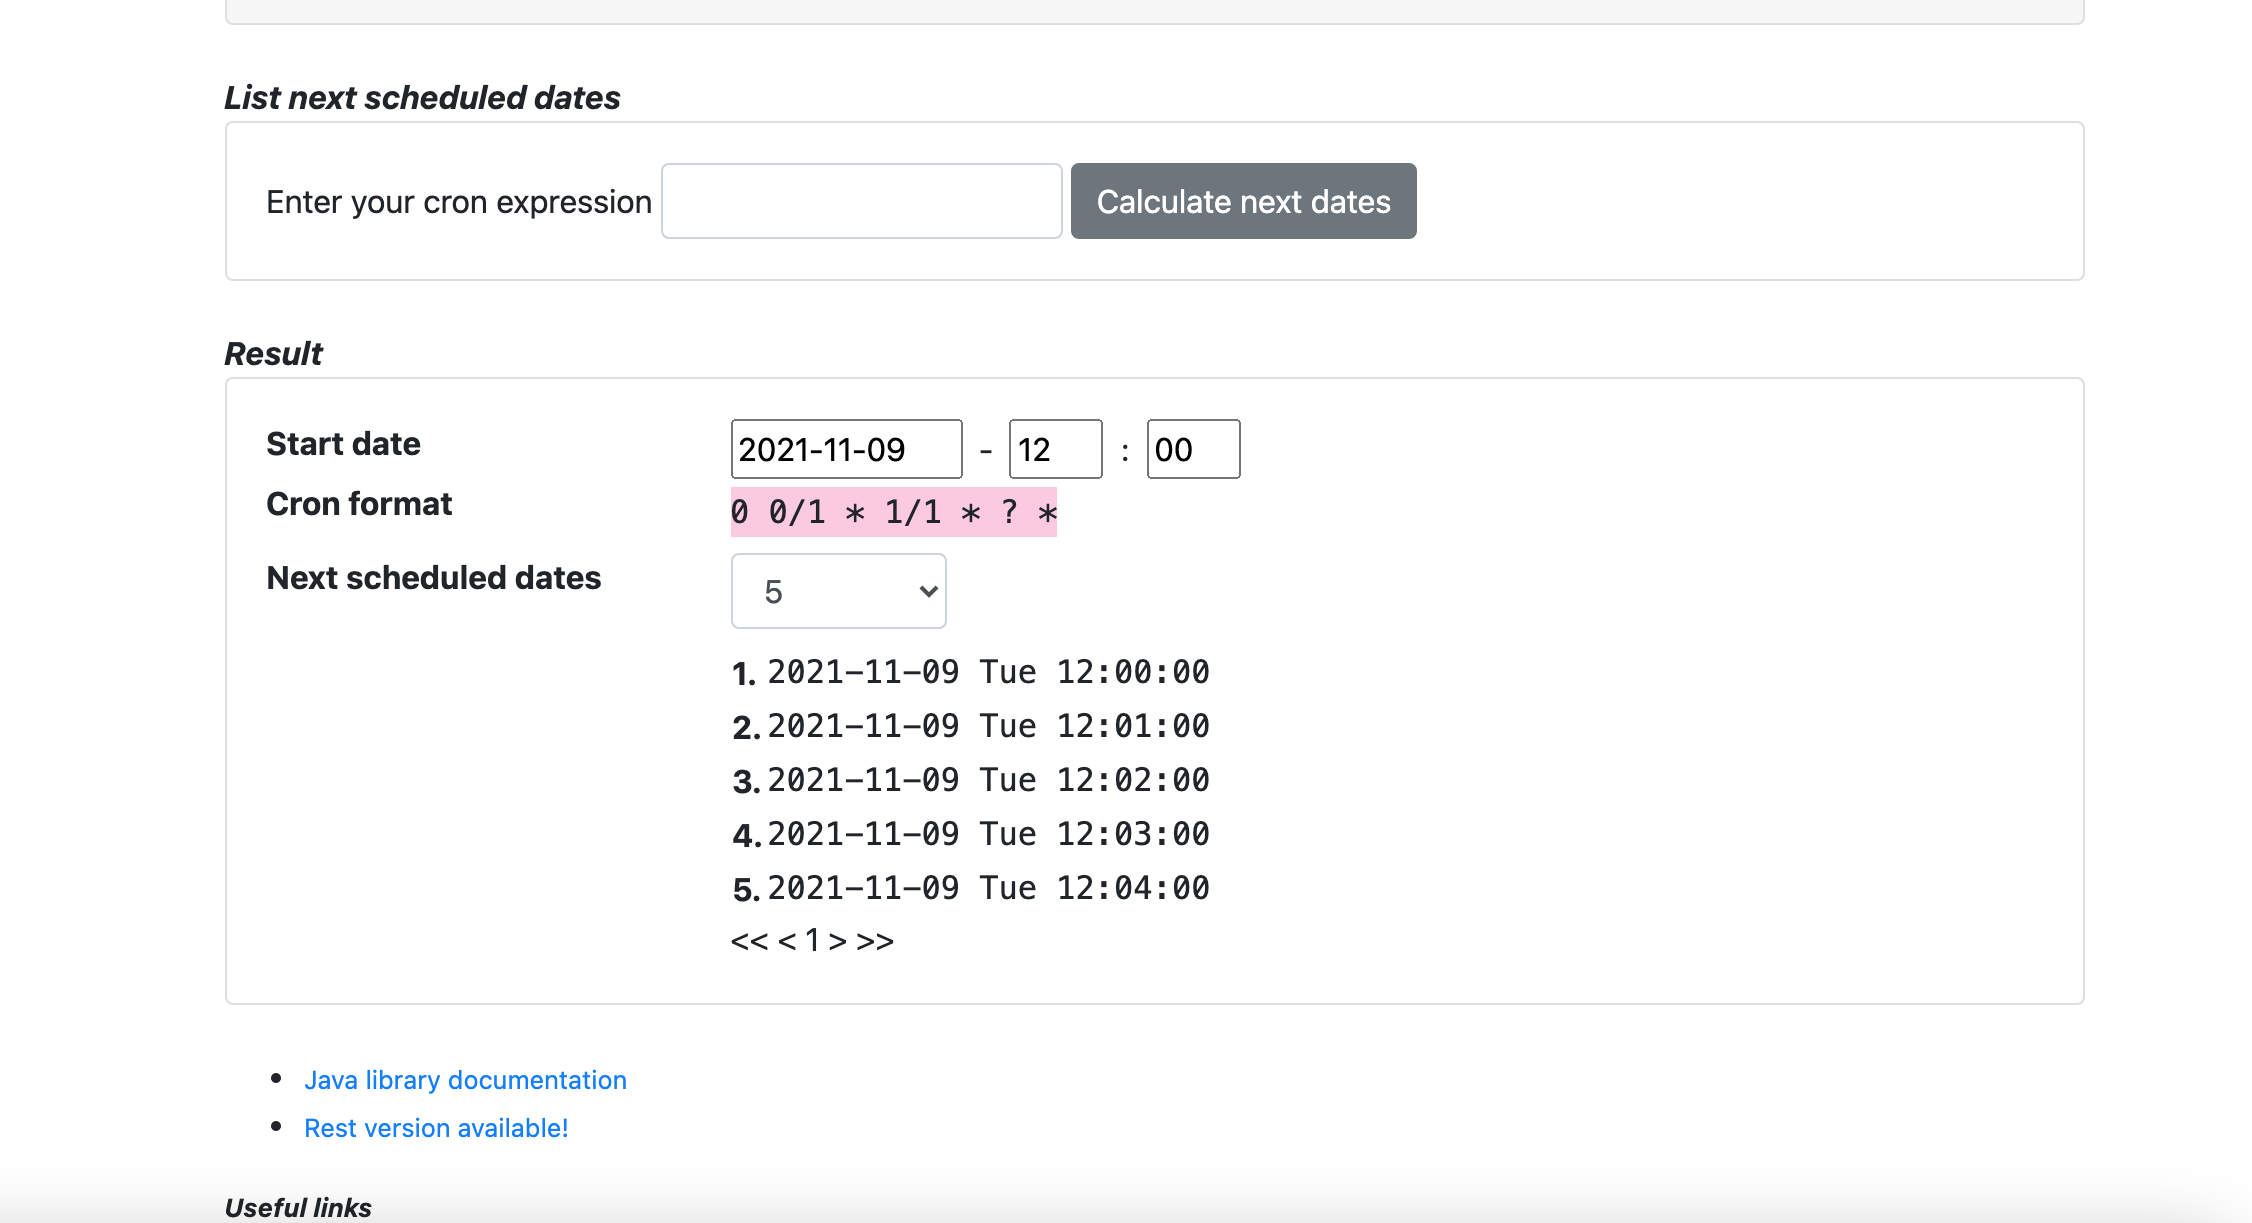 List next scheduled dates
Enter your cron expression Calculate next dates
Result
Start date 2021-11-09 - 12 : 00
Cron format 0 0/1 * 1/1 * ? *
Next scheduled dates 5
1. 2021-11-09 Tue 12:00:00
2. 2021-11-09 Tue 12:01:00
3. 2021-11-09 Tue 12:02:00
4. 2021-11-09 Tue 12:03:00
5. 2021-11-09 Tue 12:04:00
<< < 1 > >>
• Java library documentation
• Rest version available!
Useful links